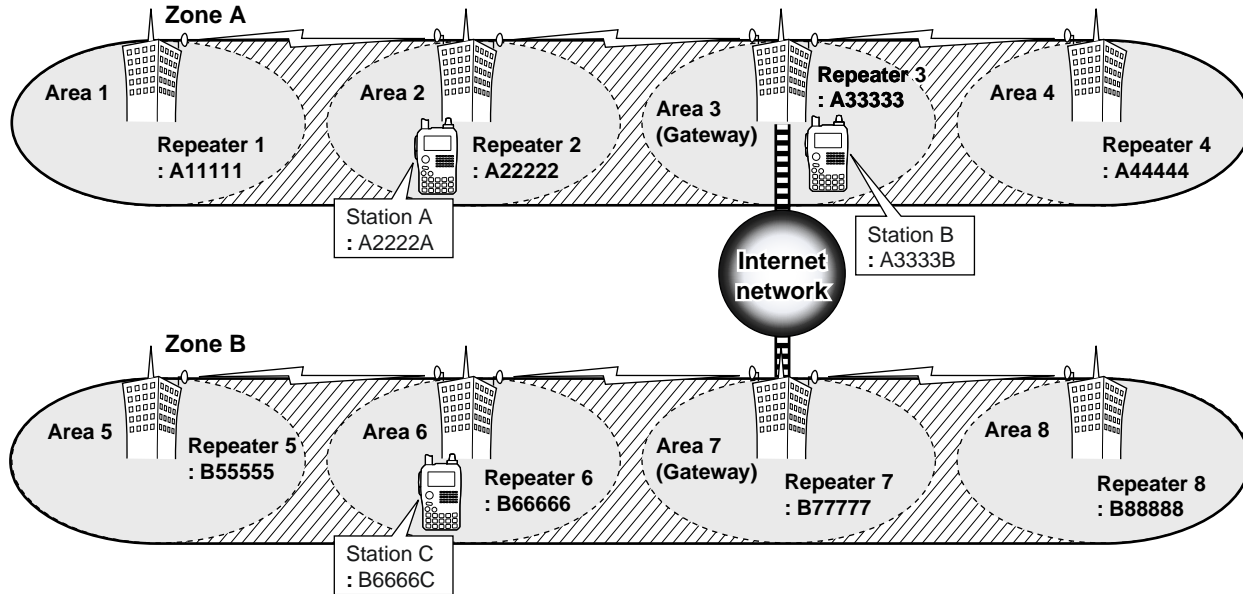 Zone A
Area 1
Repeater 1
: A11111
Area 2
Repeater 2
: A22222
Station A
: A2222A
Area 3
(Gateway)
Repeater 3
: A33333
Station B
: A3333B
Area 4
Repeater 4
: A44444
Internet
network
Zone B
Area 5
Repeater 5
: B55555
Area 6
Repeater 6
: B66666
Station C
: B6666C
Area 7
(Gateway)
Repeater 7
: B77777
Area 8
Repeater 8
: B88888